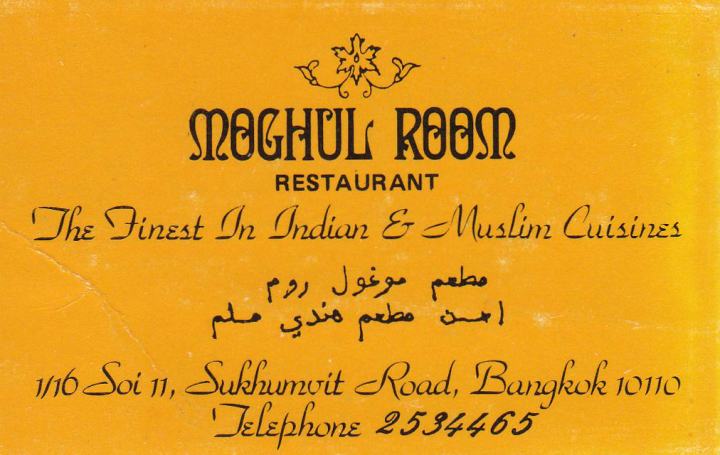 MOGHUL ROOM
RESTAURANT
The Finest In Indian & Muslim Cuisines
مطعم موغول روم
احسن مطعم هندي مسلم
1/16 Soi 11, Sukhumvit Road, Bangkok 10110
Telephone 2534465